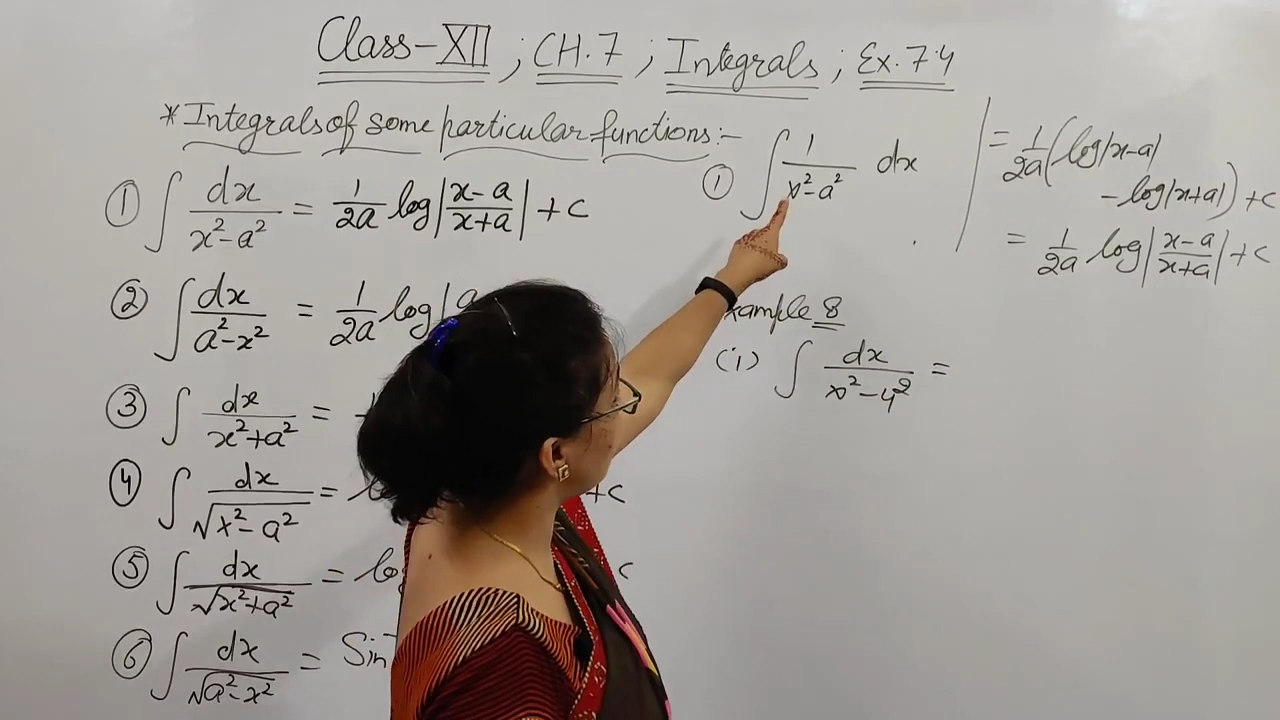 Class-XII ; CH.7 ; Integrals ; Ex. 7.4
*Integrals of some particular functions:-
① ∫ dx / (x² - a²) = 1/2a log |(x - a)/(x + a)| + c
② ∫ dx / (a² - x²) = 1/2a log |a
③ ∫ dx / (x² + a²) =
④ ∫ dx / √(x² - a²) = lo + c
⑤ ∫ dx / √(x² + a²) = log c
⑥ ∫ dx / √(a² - x²) = Sin
① ∫ 1 / (x² - a²) dx
= 1/2a (log|x-a|
- log|x+a|) + c
= 1/2a log |(x - a)/(x + a)| + c
xample 8
(i) ∫ dx / (x² - 4²) =